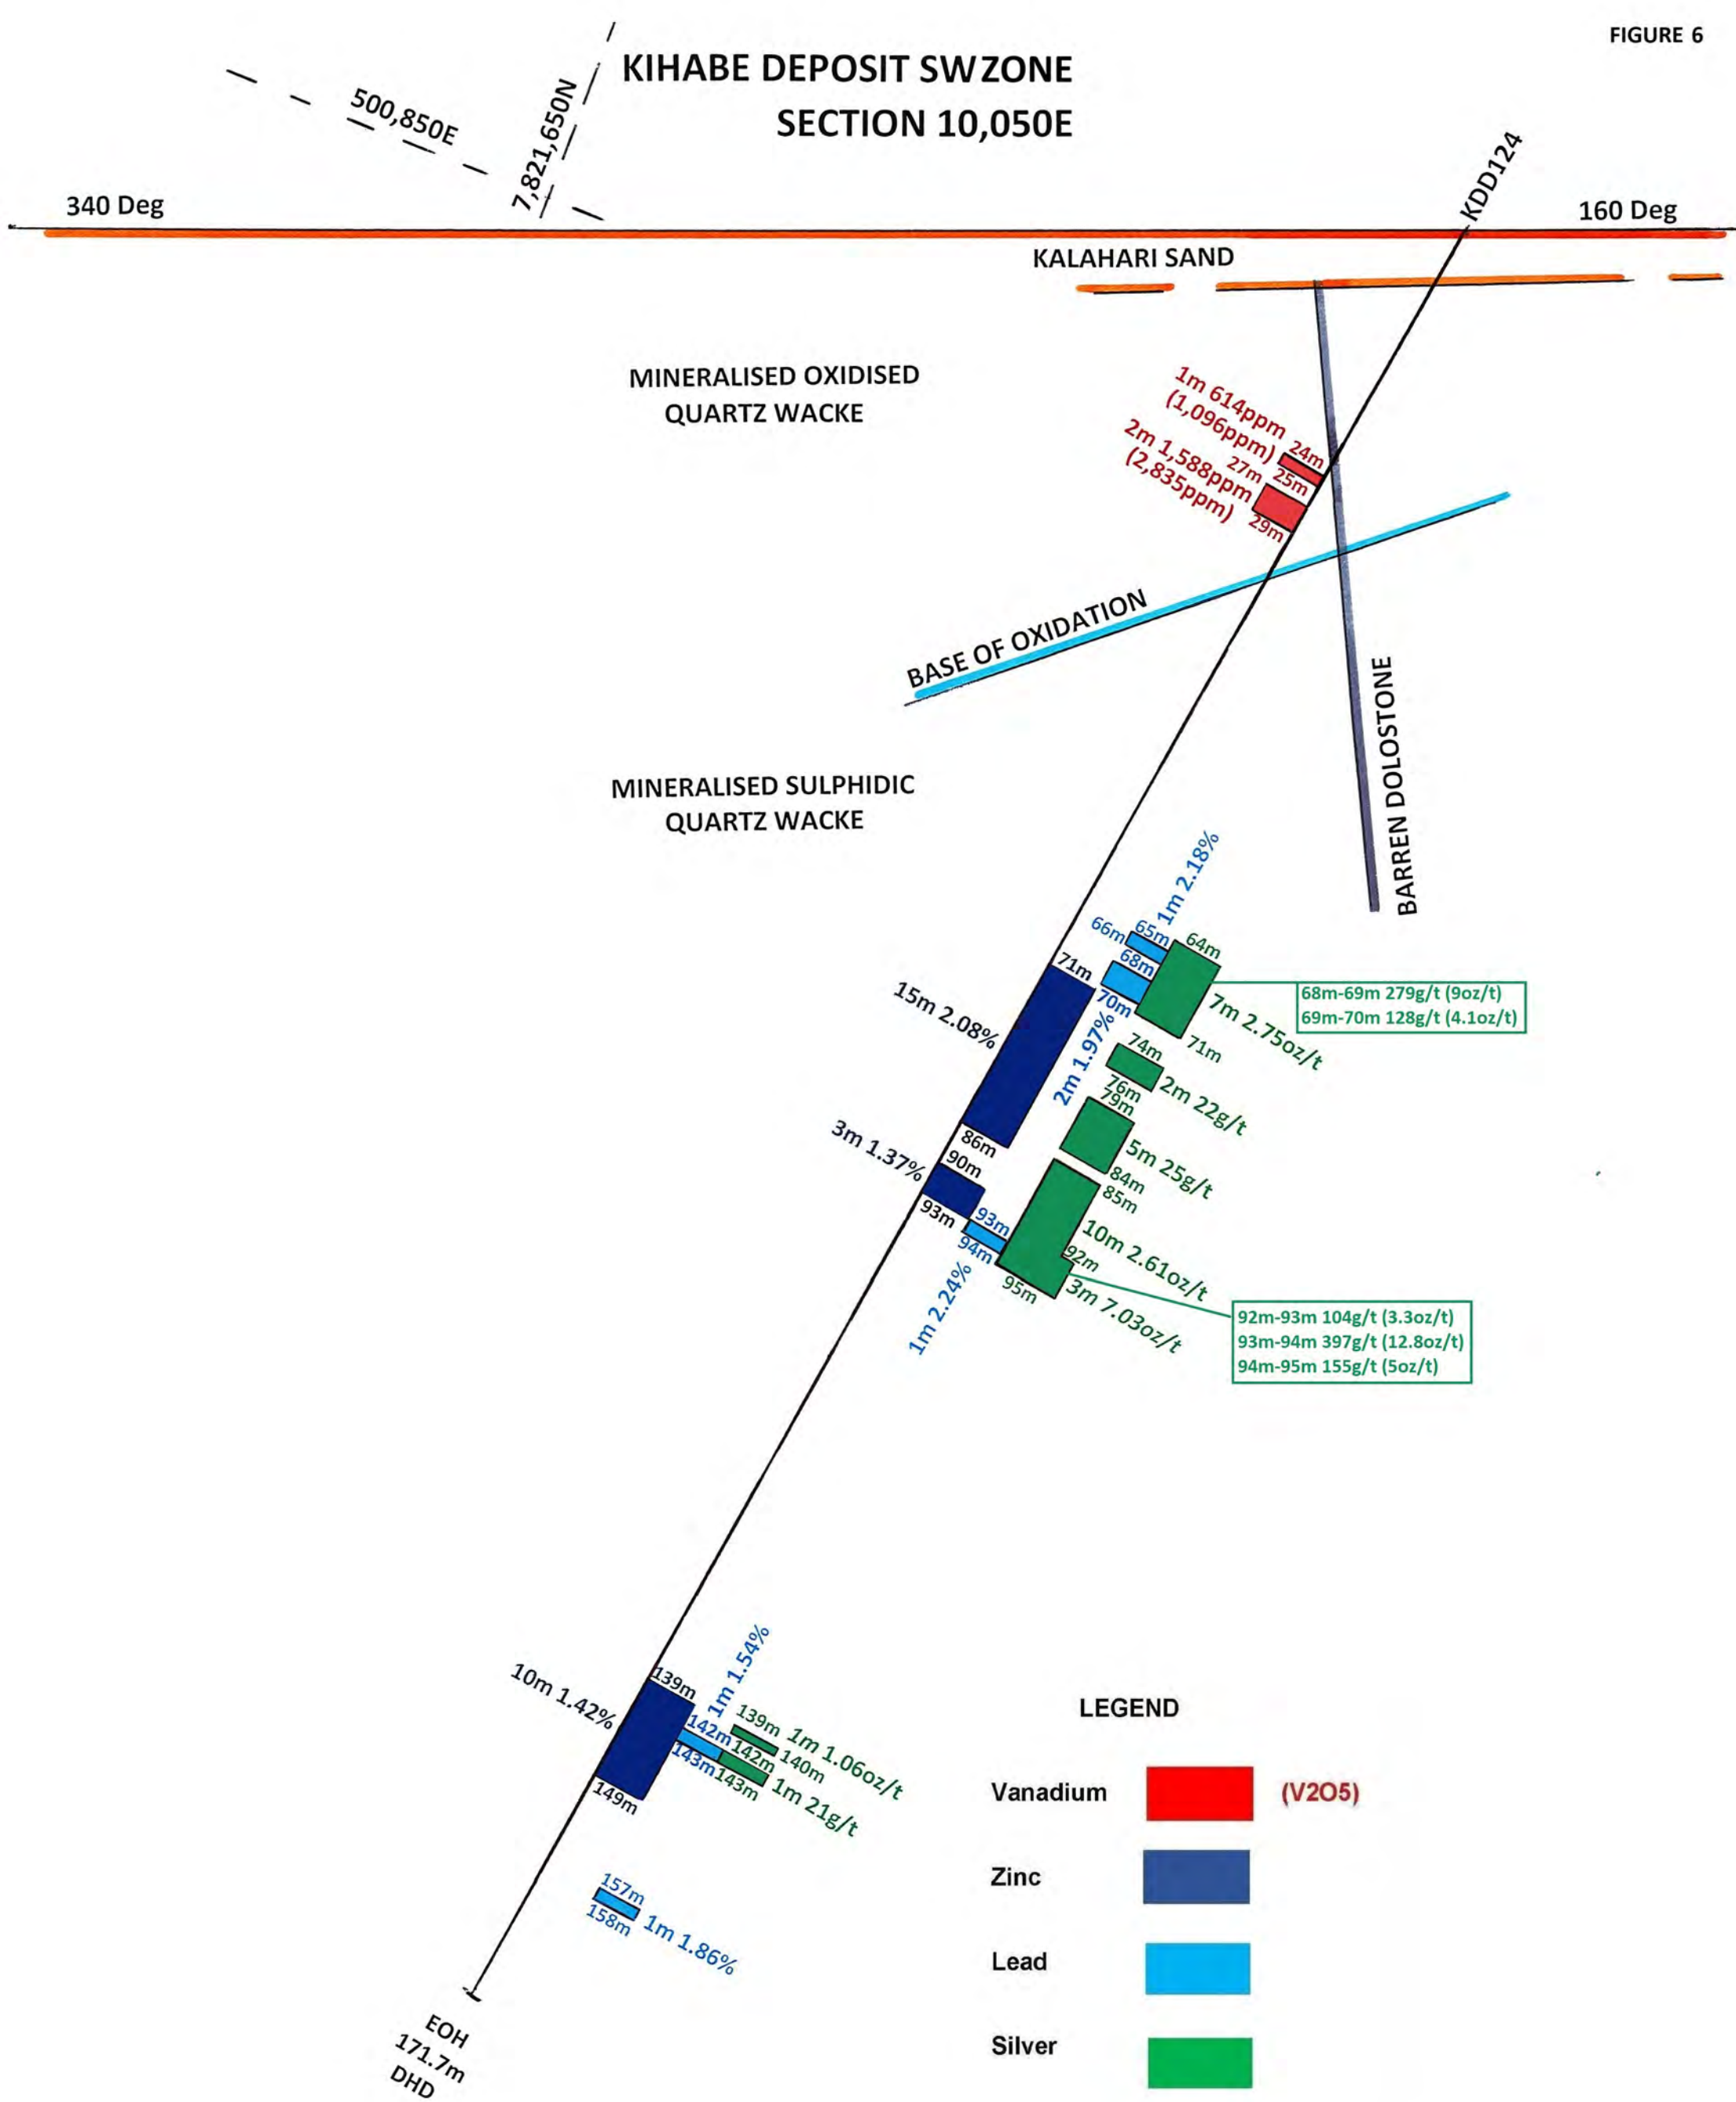 FIGURE 6
KIHABE DEPOSIT SW ZONE
SECTION 10,050E
500,850E
7,821,650N
340 Deg
KDD124
160 Deg
KALAHARI SAND
MINERALISED OXIDISED
QUARTZ WACKE
1m 614ppm
(1,096ppm)
24m
25m
2m 1,588ppm
(2,835ppm)
27m
29m
BASE OF OXIDATION
BARREN DOLOSTONE
MINERALISED SULPHIDIC
QUARTZ WACKE
1m 2.18%
65m
66m
68m
70m
2m 1.97%
64m
7m 2.75oz/t
71m
68m-69m 279g/t (9oz/t)
69m-70m 128g/t (4.1oz/t)
71m
15m 2.08%
86m
74m
2m 22g/t
76m
79m
5m 25g/t
84m
85m
10m 2.61oz/t
92m
3m 7.03oz/t
95m
92m-93m 104g/t (3.3oz/t)
93m-94m 397g/t (12.8oz/t)
94m-95m 155g/t (5oz/t)
90m
3m 1.37%
93m
93m
94m
1m 2.24%
139m
10m 1.42%
149m
1m 1.54%
142m
143m
139m
1m 1.06oz/t
140m
142m
143m
1m 21g/t
157m
158m
1m 1.86%
EOH
171.7m
DHD
LEGEND
Vanadium
(V2O5)
Zinc
Lead
Silver